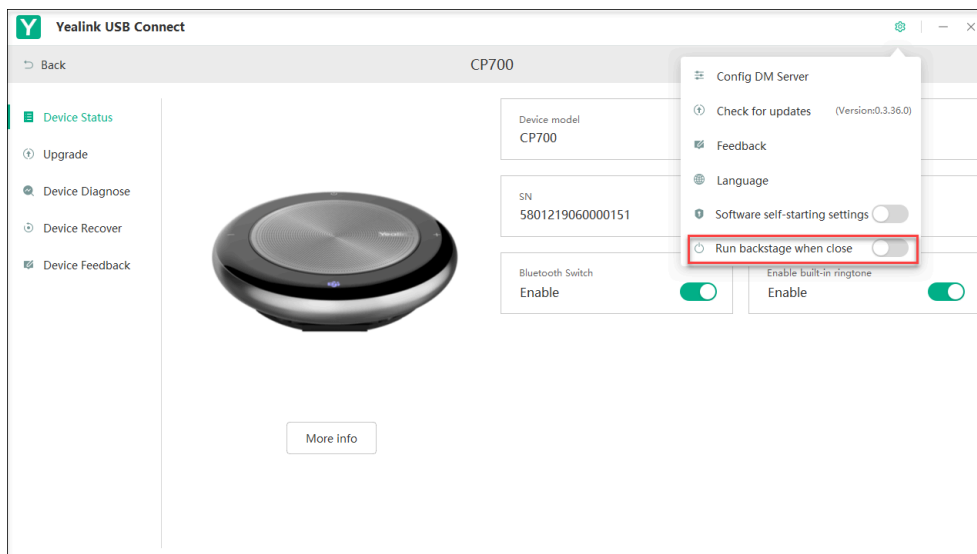 Yealink USB Connect
Back
CP700
Config DM Server
Check for updates (Version:0.3.36.0)
Feedback
Language
Software self-starting settings
Run backstage when close
Device Status
Upgrade
Device Diagnose
Device Recover
Device Feedback
Yealink
More info
Device model
CP700
SN
5801219060000151
Bluetooth Switch
Enable
Enable built-in ringtone
Enable